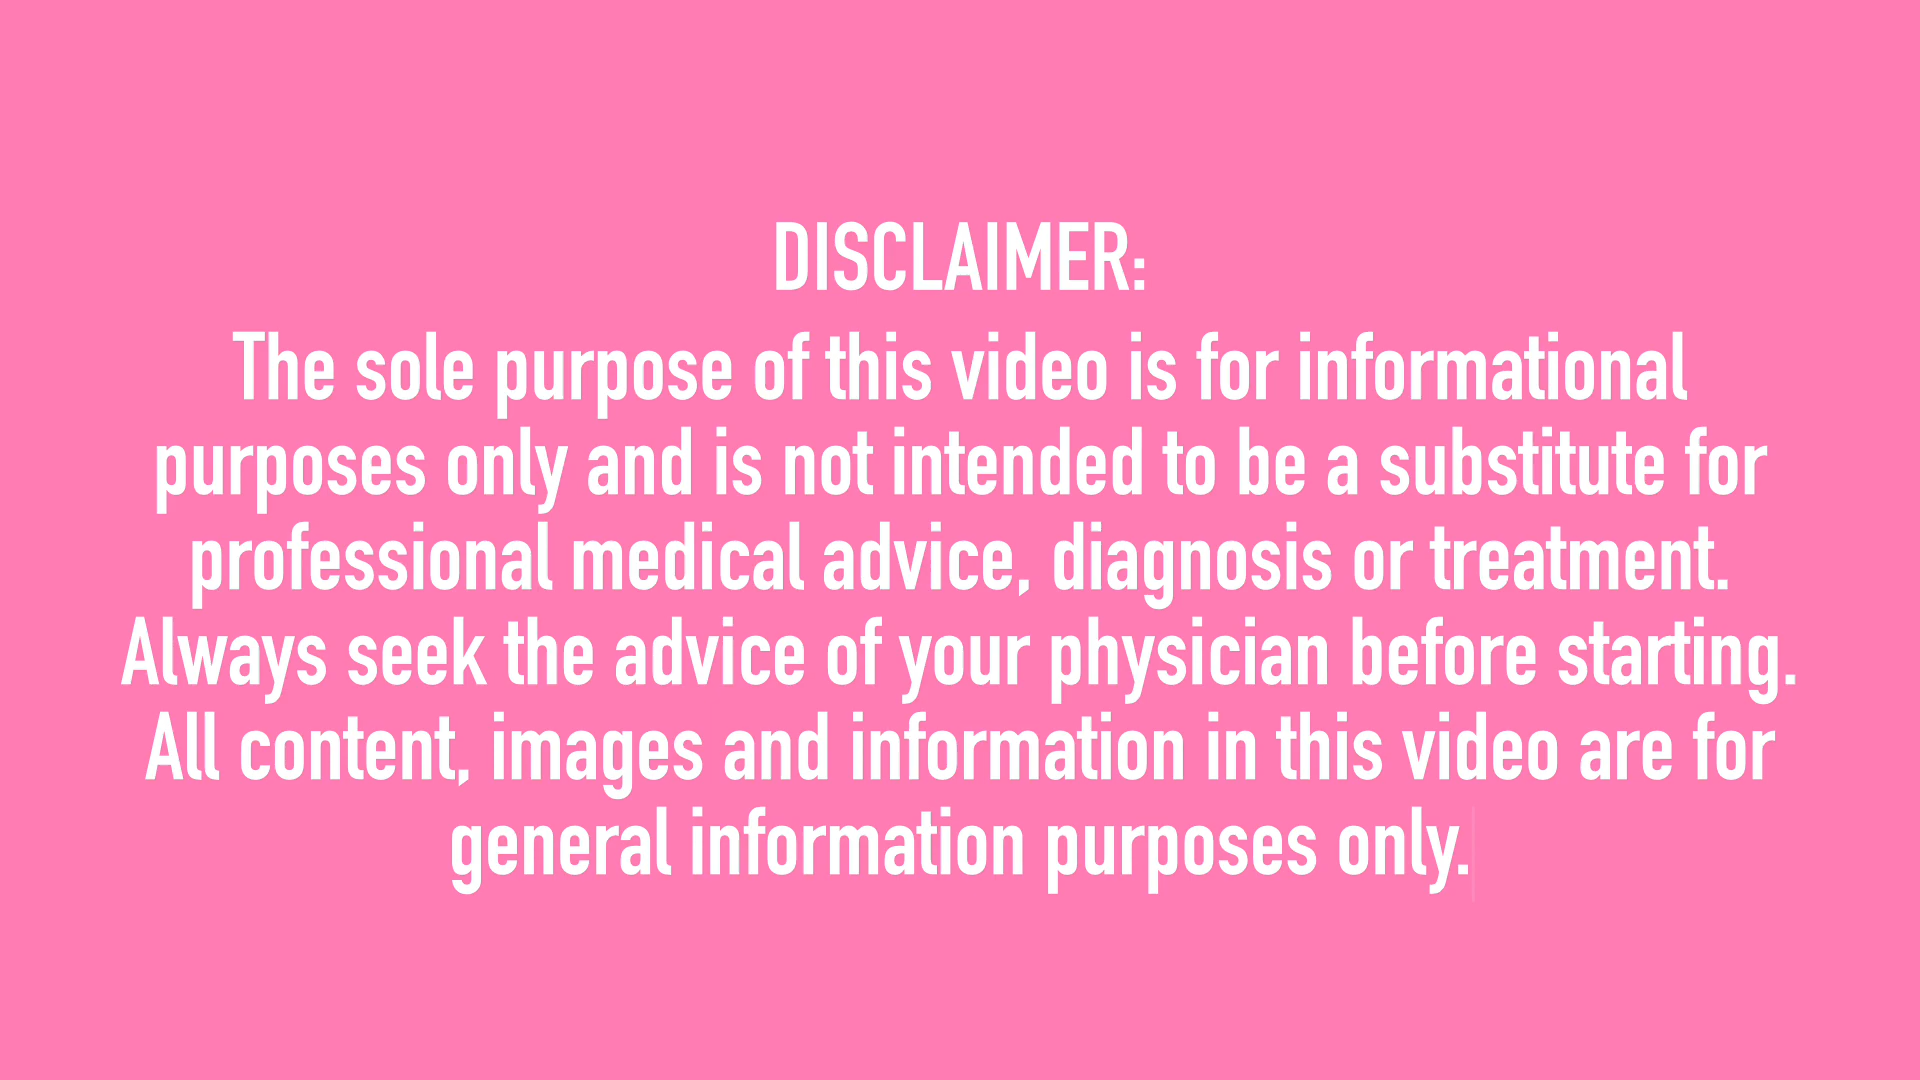 DISCLAIMER:
The sole purpose of this video is for informational
purposes only and is not intended to be a substitute for
professional medical advice, diagnosis or treatment.
Always seek the advice of your physician before starting.
All content, images and information in this video are for
general information purposes only.